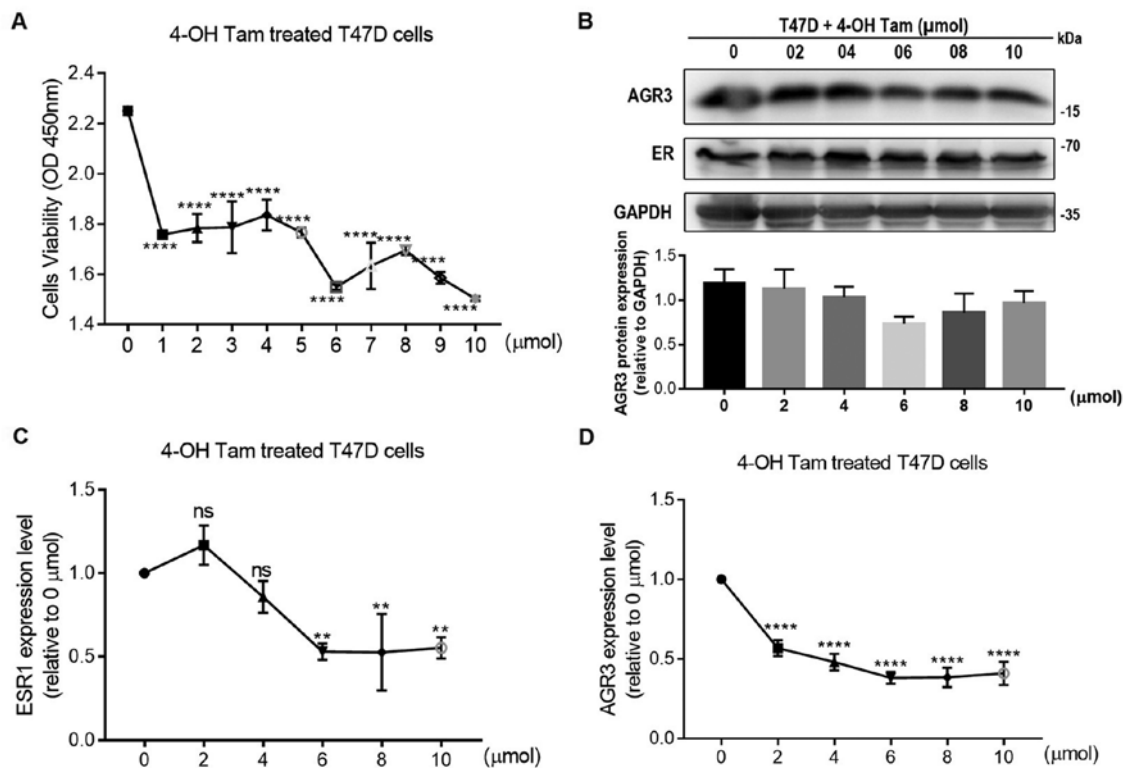 A
4-OH Tam treated T47D cells
Cells Viability (OD 450nm)
2.4
2.2
2.0
1.8
1.6
1.4
****
****
****
****
****
****
****
****
****
****
0 1 2 3 4 5 6 7 8 9 10 (μmol)
B
T47D + 4-OH Tam (μmol)
kDa
0 02 04 06 08 10
AGR3
-15
ER
-70
GAPDH
-35
AGR3 protein expression
(relative to GAPDH)
1.5
1.0
0.5
0.0
0 2 4 6 8 10 (μmol)
C
4-OH Tam treated T47D cells
ESR1 expression level
(relative to 0 μmol)
1.5
1.0
0.5
0.0
ns
ns
**
**
**
0 2 4 6 8 10 (μmol)
D
4-OH Tam treated T47D cells
AGR3 expression level
(relative to 0 μmol)
1.5
1.0
0.5
0.0
****
****
****
****
****
0 2 4 6 8 10 (μmol)